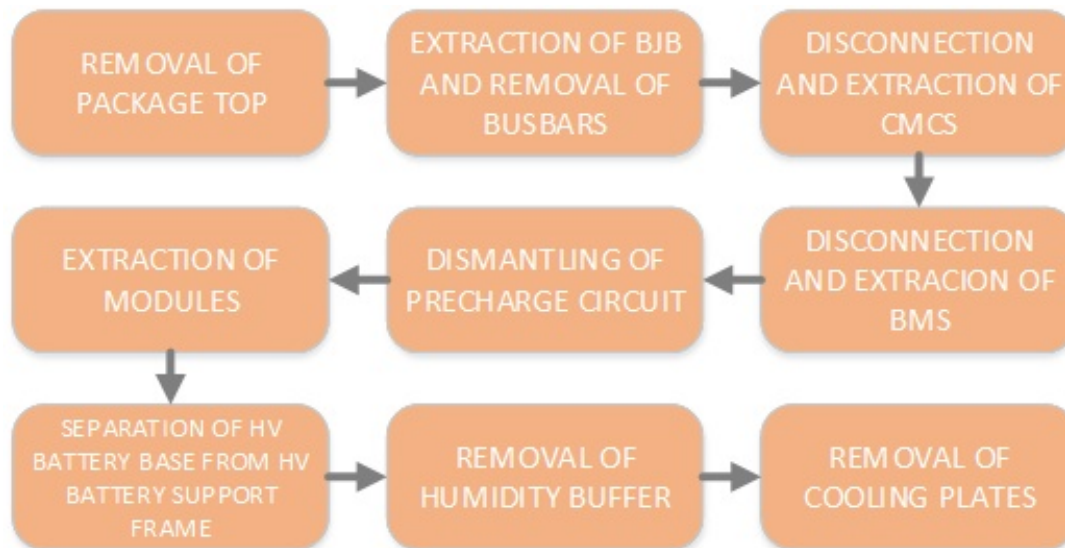 REMOVAL OF
PACKAGE TOP
EXTRACTION OF BJB
AND REMOVAL OF
BUSBARS
DISCONNECTION
AND EXTRACTION OF
CMCS
DISCONNECTION
AND EXTRACION OF
BMS
DISMANTLING OF
PRECHARGE CIRCUIT
EXTRACTION OF
MODULES
SEPARATION OF HV
BATTERY BASE FROM HV
BATTERY SUPPORT
FRAME
REMOVAL OF
HUMIDITY BUFFER
REMOVAL OF
COOLING PLATES